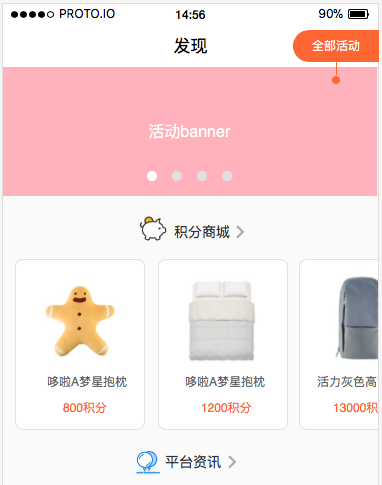 PROTO.IO 14:56 90%
发现
全部活动
活动banner
积分商城
哆啦A梦星抱枕 哆啦A梦星抱枕 活力灰色高
800积分 1200积分 13000积分
平台资讯